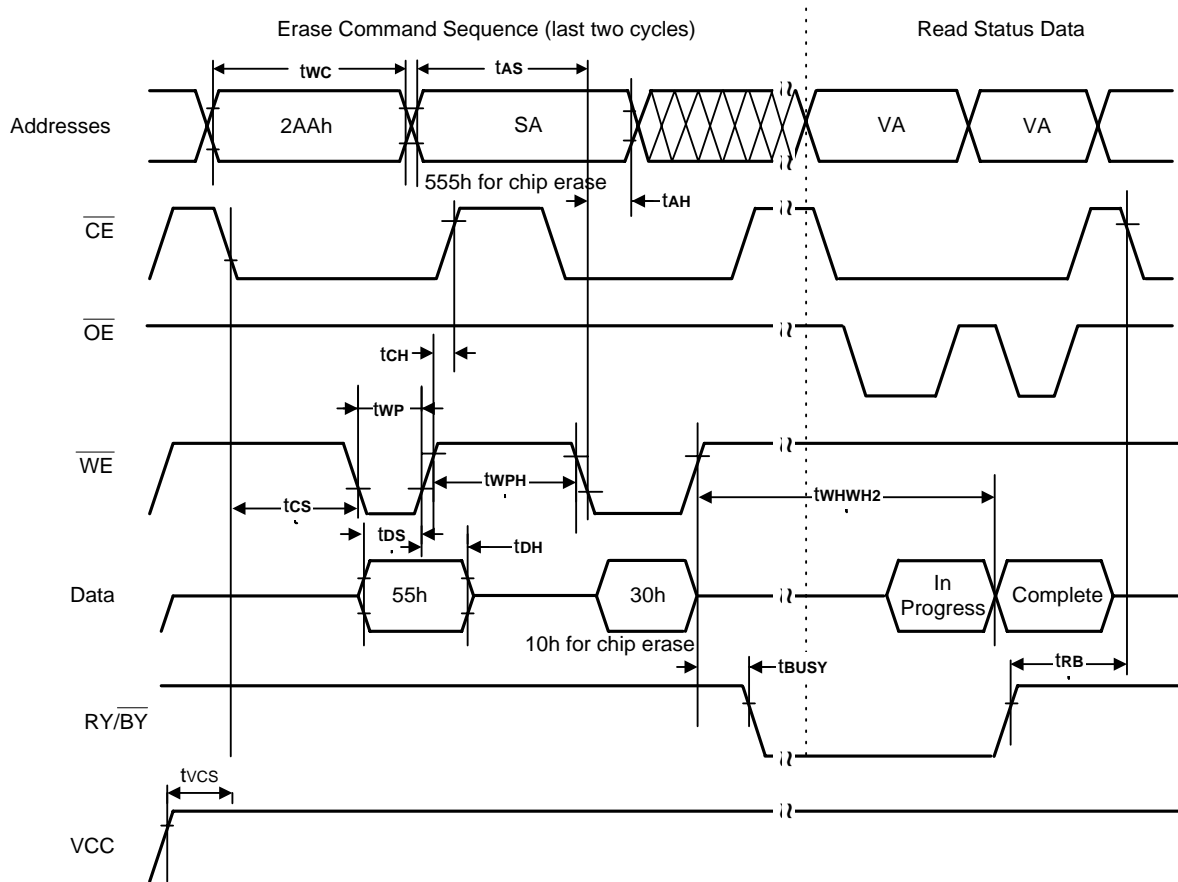 Erase Command Sequence (last two cycles)
Read Status Data
tWC
tAS
Addresses
2AAh
SA
VA
VA
555h for chip erase
tAH
CE
OE
tCH
tWP
WE
tWPH
tCS
tWHWH2
tDS
tDH
Data
55h
30h
In
Progress
Complete
10h for chip erase
tBUSY
tRB
RY/BY
tVCS
VCC